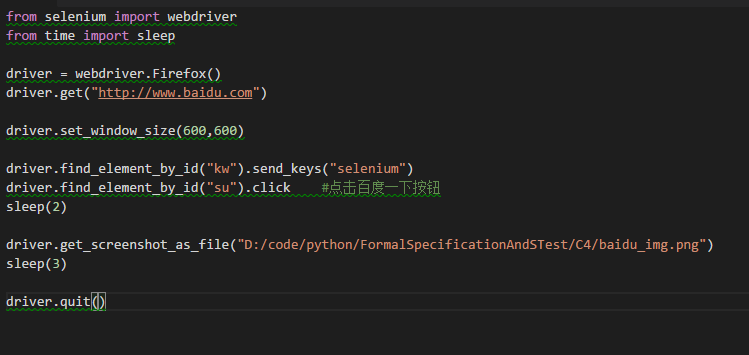 from selenium import webdriver
from time import sleep
driver = webdriver.Firefox()
driver.get("http://www.baidu.com")
driver.set_window_size(600,600)
driver.find_element_by_id("kw").send_keys("selenium")
driver.find_element_by_id("su").click    #点击百度一下按钮
sleep(2)
driver.get_screenshot_as_file("D:/code/python/FormalSpecificationAndSTest/C4/baidu_img.png")
sleep(3)
driver.quit()